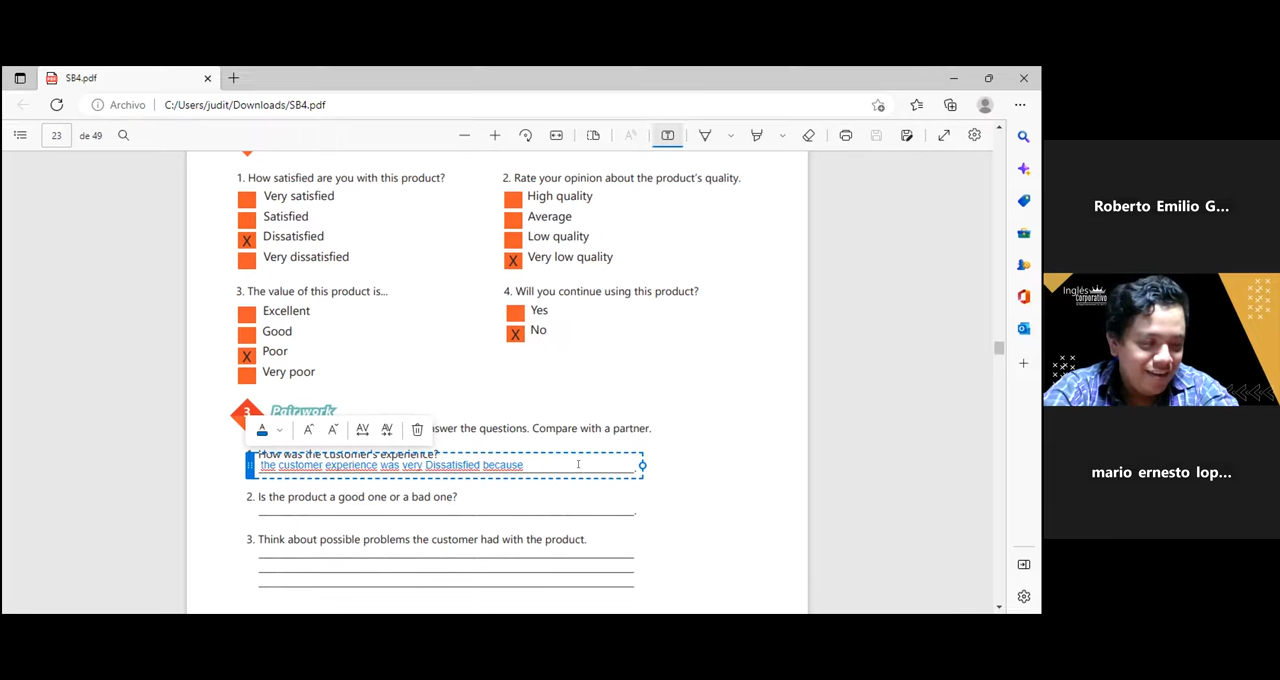 SB4.pdf
Archivo C:/Users/judit/Downloads/SB4.pdf
23 de 49
1. How satisfied are you with this product?
Very satisfied
Satisfied
X Dissatisfied
Very dissatisfied
2. Rate your opinion about the product's quality.
High quality
Average
Low quality
X Very low quality
3. The value of this product is...
Excellent
Good
X Poor
Very poor
4. Will you continue using this product?
Yes
X No
3 Pair work
answer the questions. Compare with a partner.
How was the customer's experience?
the customer experience was very Dissatisfied because
2. Is the product a good one or a bad one?
3. Think about possible problems the customer had with the product.
Roberto Emilio G...
Inglés
Corporativo
mario ernesto lop...